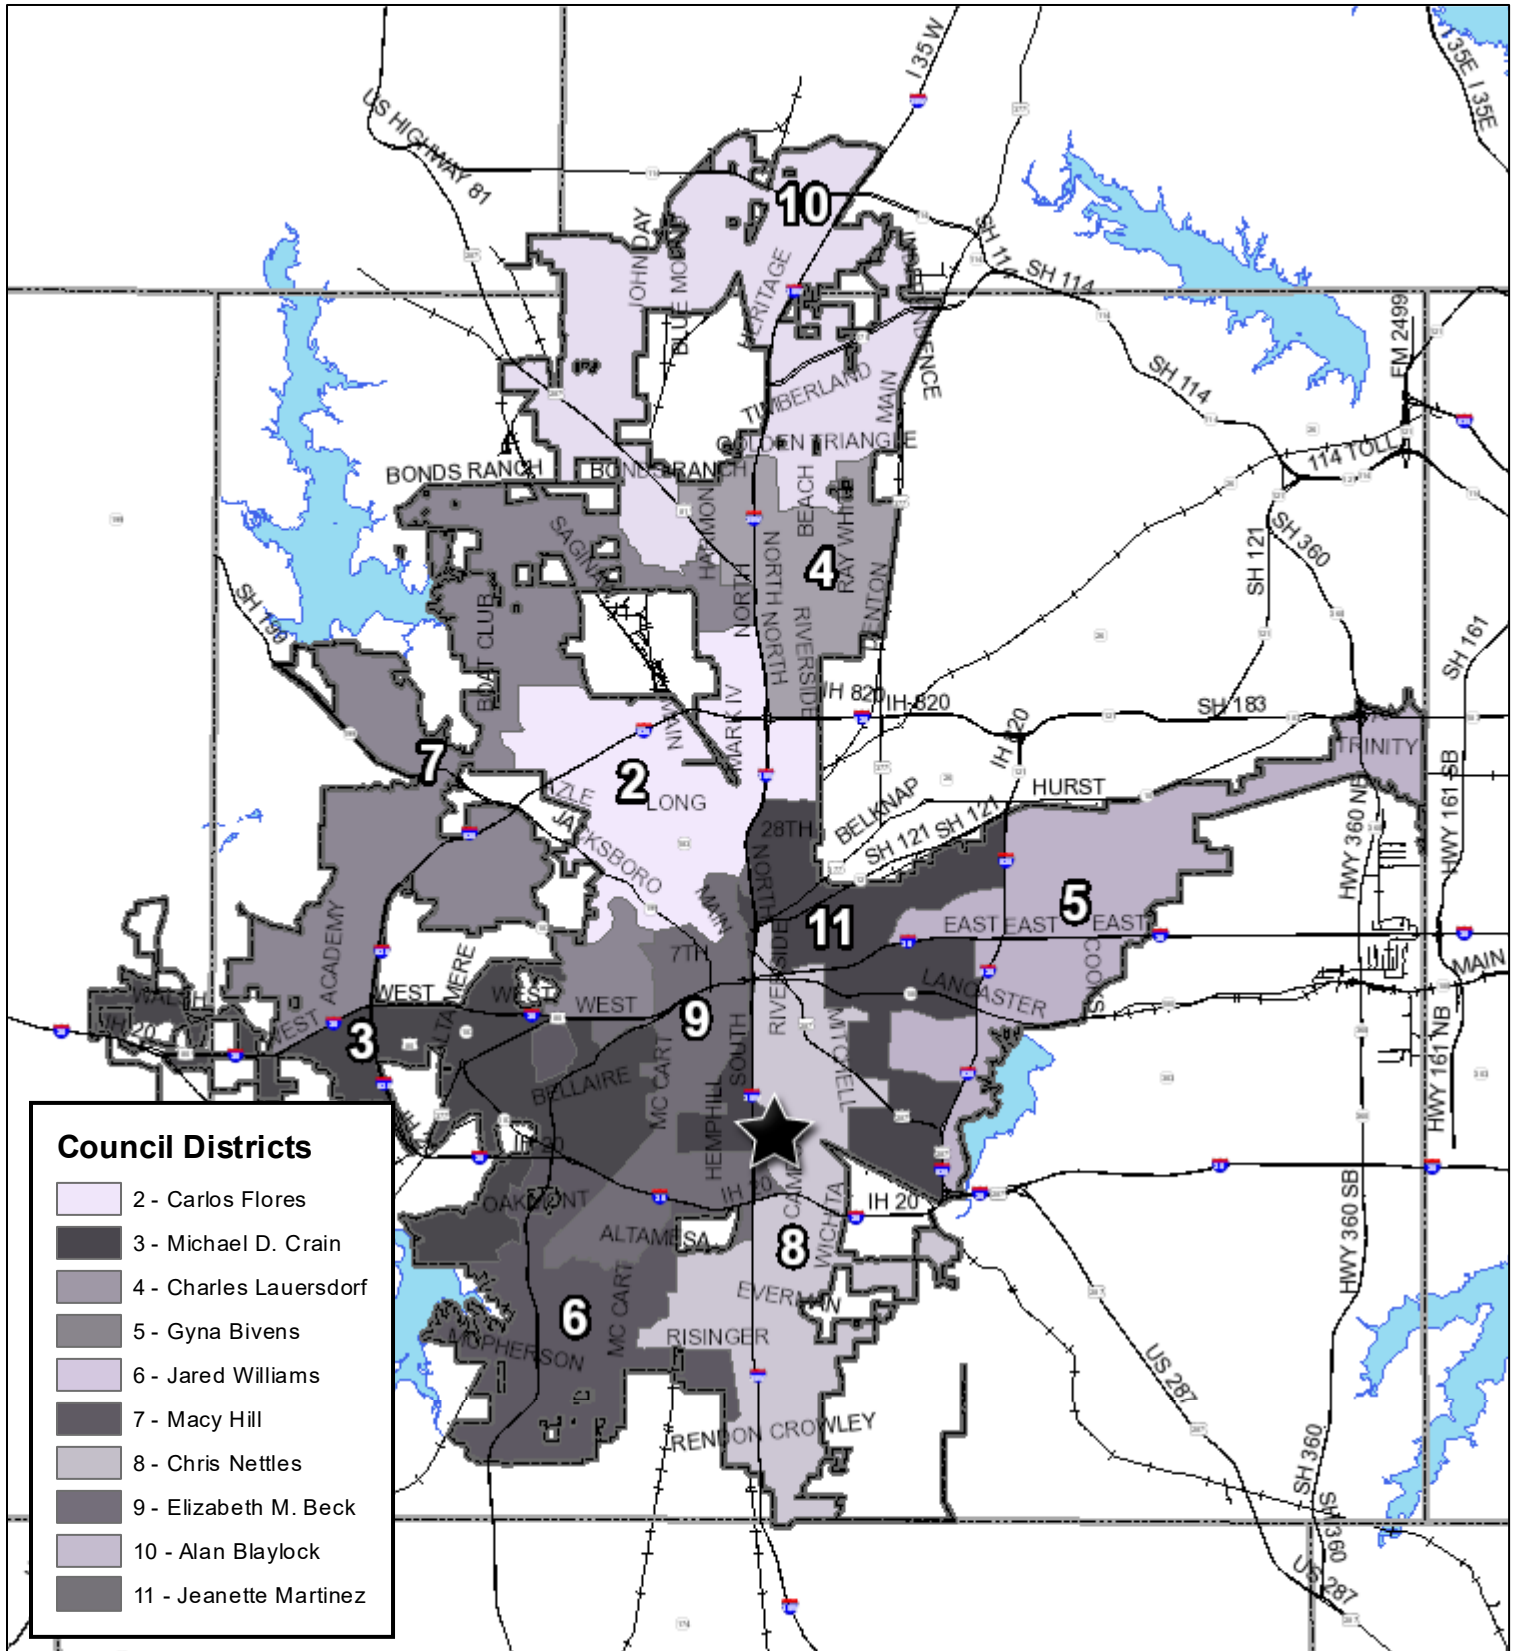 I 35W
I 35E
I 35E
US HIGHWAY 81
10
SH 114
SH 114
JOHN DAY
BLUE MOUND
HERITAGE
INDEPENDENCE
FM 2499
SH 114
TIMBERLAND
MAIN
GOLDEN TRIANGLE
114 TOLL
BONDS RANCH
BONDS RANCH
HARMON
BEACH
RAY WHITE
SAGINAW
4
SH 121
SH 360
NORTH
NORTH
NORTH
RIVERSIDE
DENTON
SH 199
BOAT CLUB
SH 161
IH 820
IH 820
SH 183
MAIN
MARK IV
IH 820
TRINITY
7
2
AZLE
LONG
JACKSBORO
28TH
BELKNAP
SH 121
SH 121
HURST
HWY 360 NB
HWY 161 SB
MAIN
NORTH
11
5
EAST
EAST
EAST
ACADEMY
7TH
RIVERSIDE
LANCASTER
COOKS
MAIN
WALSH
IH 20
WEST
WEST
ALTAMERE
WEST
WEST
3
9
SOUTH
MITCHELL
MC CART
BELLAIRE
HEMPHILL
HWY 161 NB
Council Districts
2 - Carlos Flores
3 - Michael D. Crain
4 - Charles Lauersdorf
5 - Gyna Bivens
6 - Jared Williams
7 - Macy Hill
8 - Chris Nettles
9 - Elizabeth M. Beck
10 - Alan Blaylock
11 - Jeanette Martinez
IH 20
OAKMONT
IH 20
WICHITA
IH 20
ALTAMESA
8
HWY 360 SB
EVERMAN
6
MC CART
MCPHERSON
RISINGER
US 287
RENDON CROWLEY
SH 360
SH 360
US 287